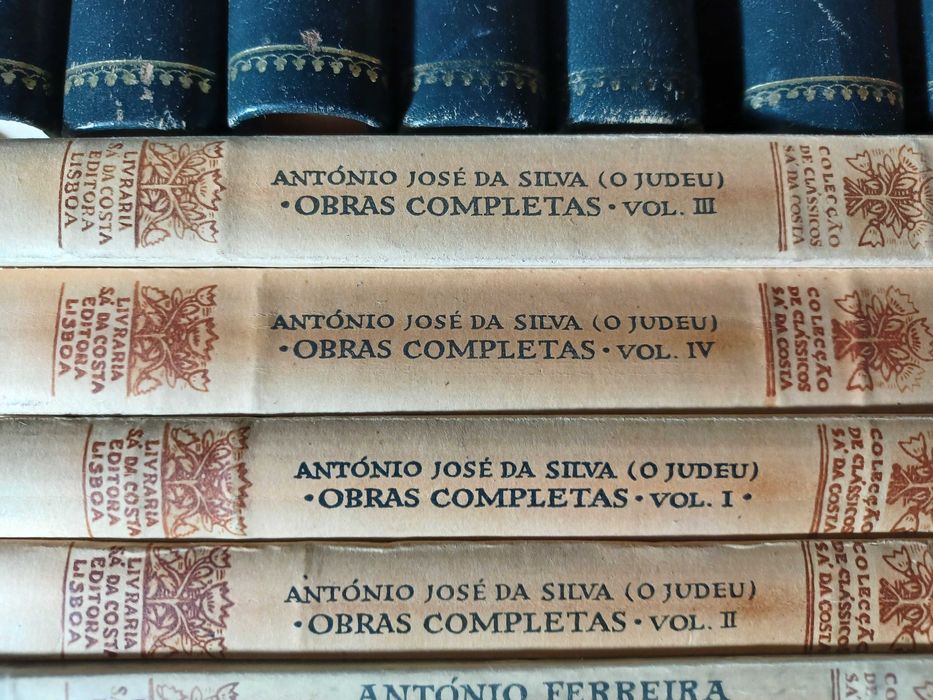 LIVRARIA
SÁ DA COSTA
EDITORA
LISBOA
ANTÓNIO JOSÉ DA SILVA (O JUDEU)
• OBRAS COMPLETAS • VOL. III
COLECÇÃO
DE CLÁSSICOS
SÁ DA COSTA
LIVRARIA
SÁ DA COSTA
EDITORA
LISBOA
ANTÓNIO JOSÉ DA SILVA (O JUDEU)
• OBRAS COMPLETAS • VOL. IV
COLECÇÃO
DE CLÁSSICOS
SÁ DA COSTA
LIVRARIA
SÁ DA COSTA
EDITORA
LISBOA
ANTÓNIO JOSÉ DA SILVA (O JUDEU)
• OBRAS COMPLETAS • VOL. I •
COLECÇÃO
DE CLÁSSICOS
SÁ DA COSTA
LIVRARIA
SÁ DA COSTA
EDITORA
LISBOA
ANTÓNIO JOSÉ DA SILVA (O JUDEU)
• OBRAS COMPLETAS • VOL. II
COLECÇÃO
DE CLÁSSICOS
SÁ DA COSTA
ANTÓNIO FERREIRA